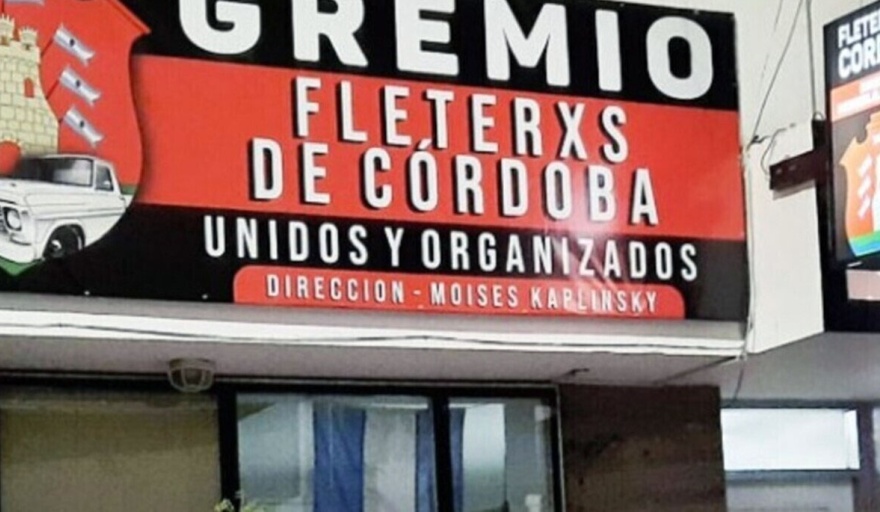 GREMIO
FLETERXS
DE CÓRDOBA
UNIDOS Y ORGANIZADOS
DIRECCION - MOISES KAPLINSKY